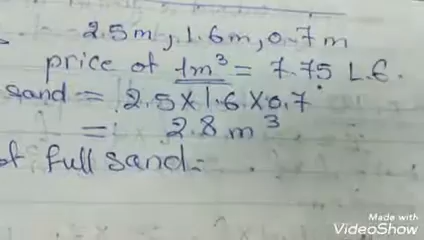 2.5m, 1.6m, 0.7m
price of 1m³ = 7.75 L.E.
sand = 2.5 X 1.6 X 0.7
= 2.8 m³
of full sand =
Made with
VideoShow